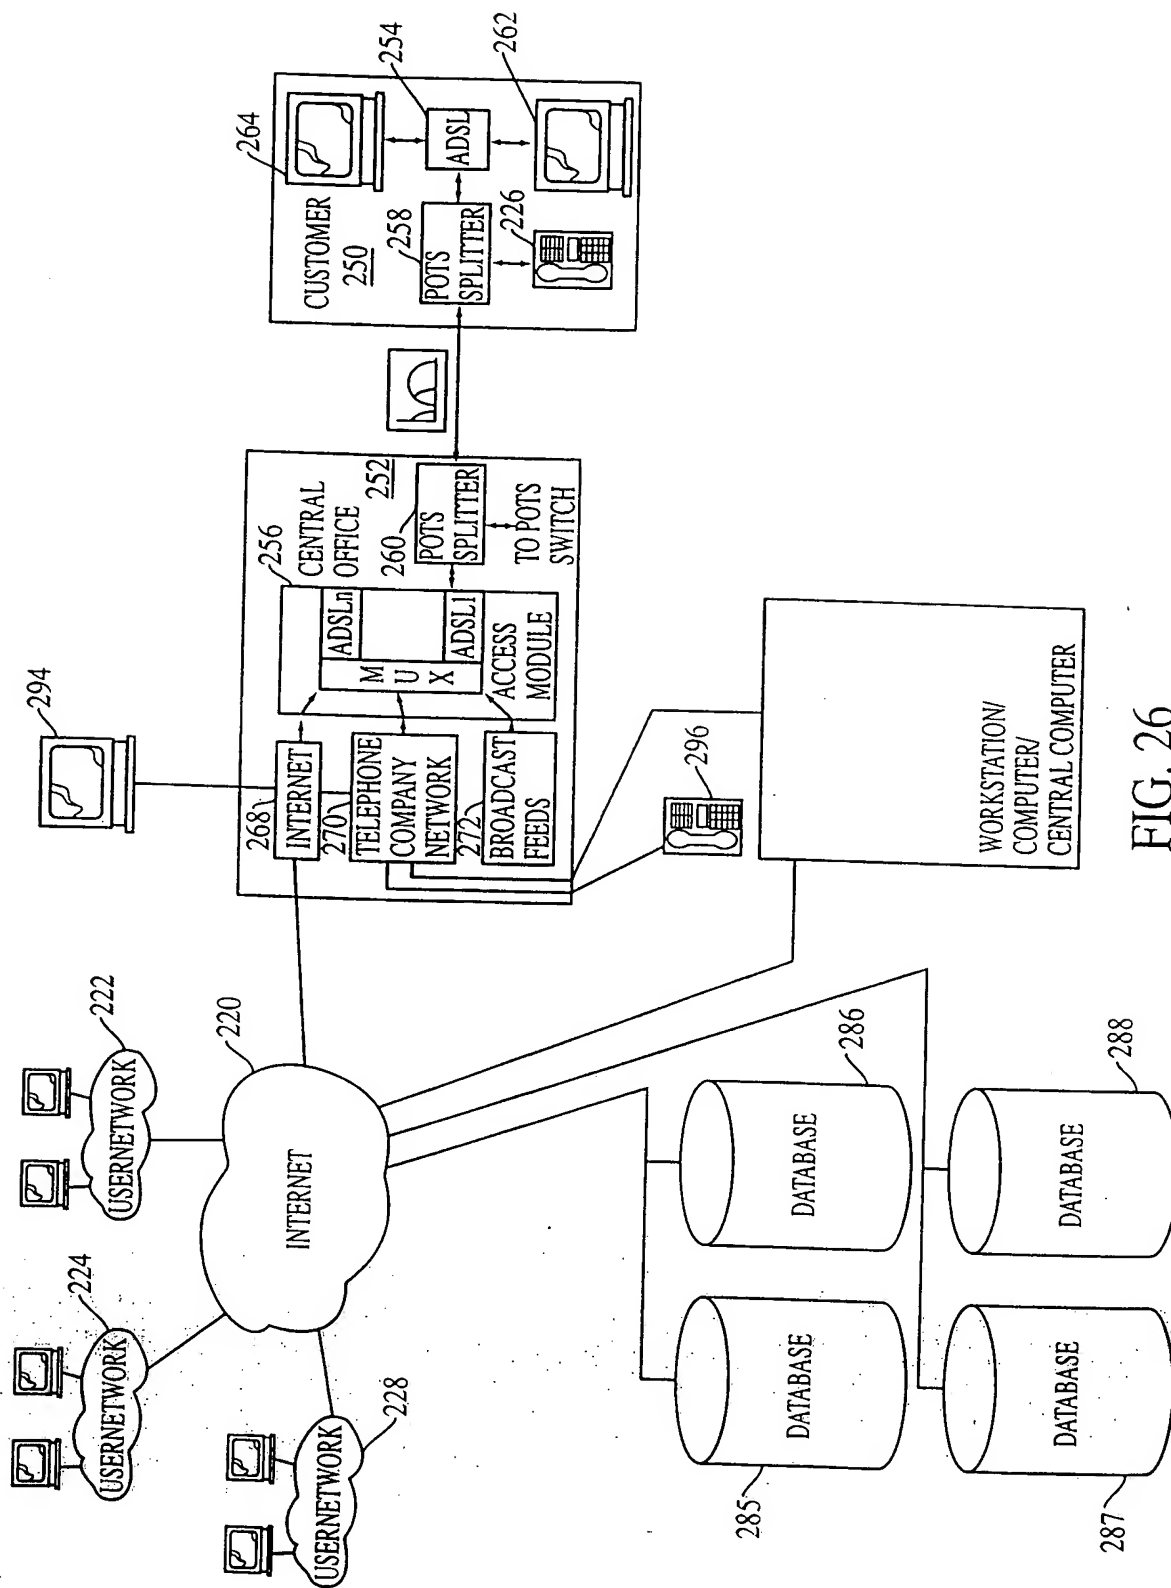 294
264
CUSTOMER
250
254
ADSL
262
258
POTS
SPLITTER
226
256
CENTRAL
OFFICE
252
260
POTS
SPLITTER
TO POTS
SWITCH
ADSLn
ADSL1
M
U
X
ACCESS
MODULE
268
INTERNET
270
TELEPHONE
COMPANY
NETWORK
272
BROADCAST
FEEDS
296
WORKSTATION/
COMPUTER/
CENTRAL COMPUTER
222
USERNETWORK
220
INTERNET
224
USERNETWORK
228
USERNETWORK
286
DATABASE
288
DATABASE
285
DATABASE
287
DATABASE
FIG. 26